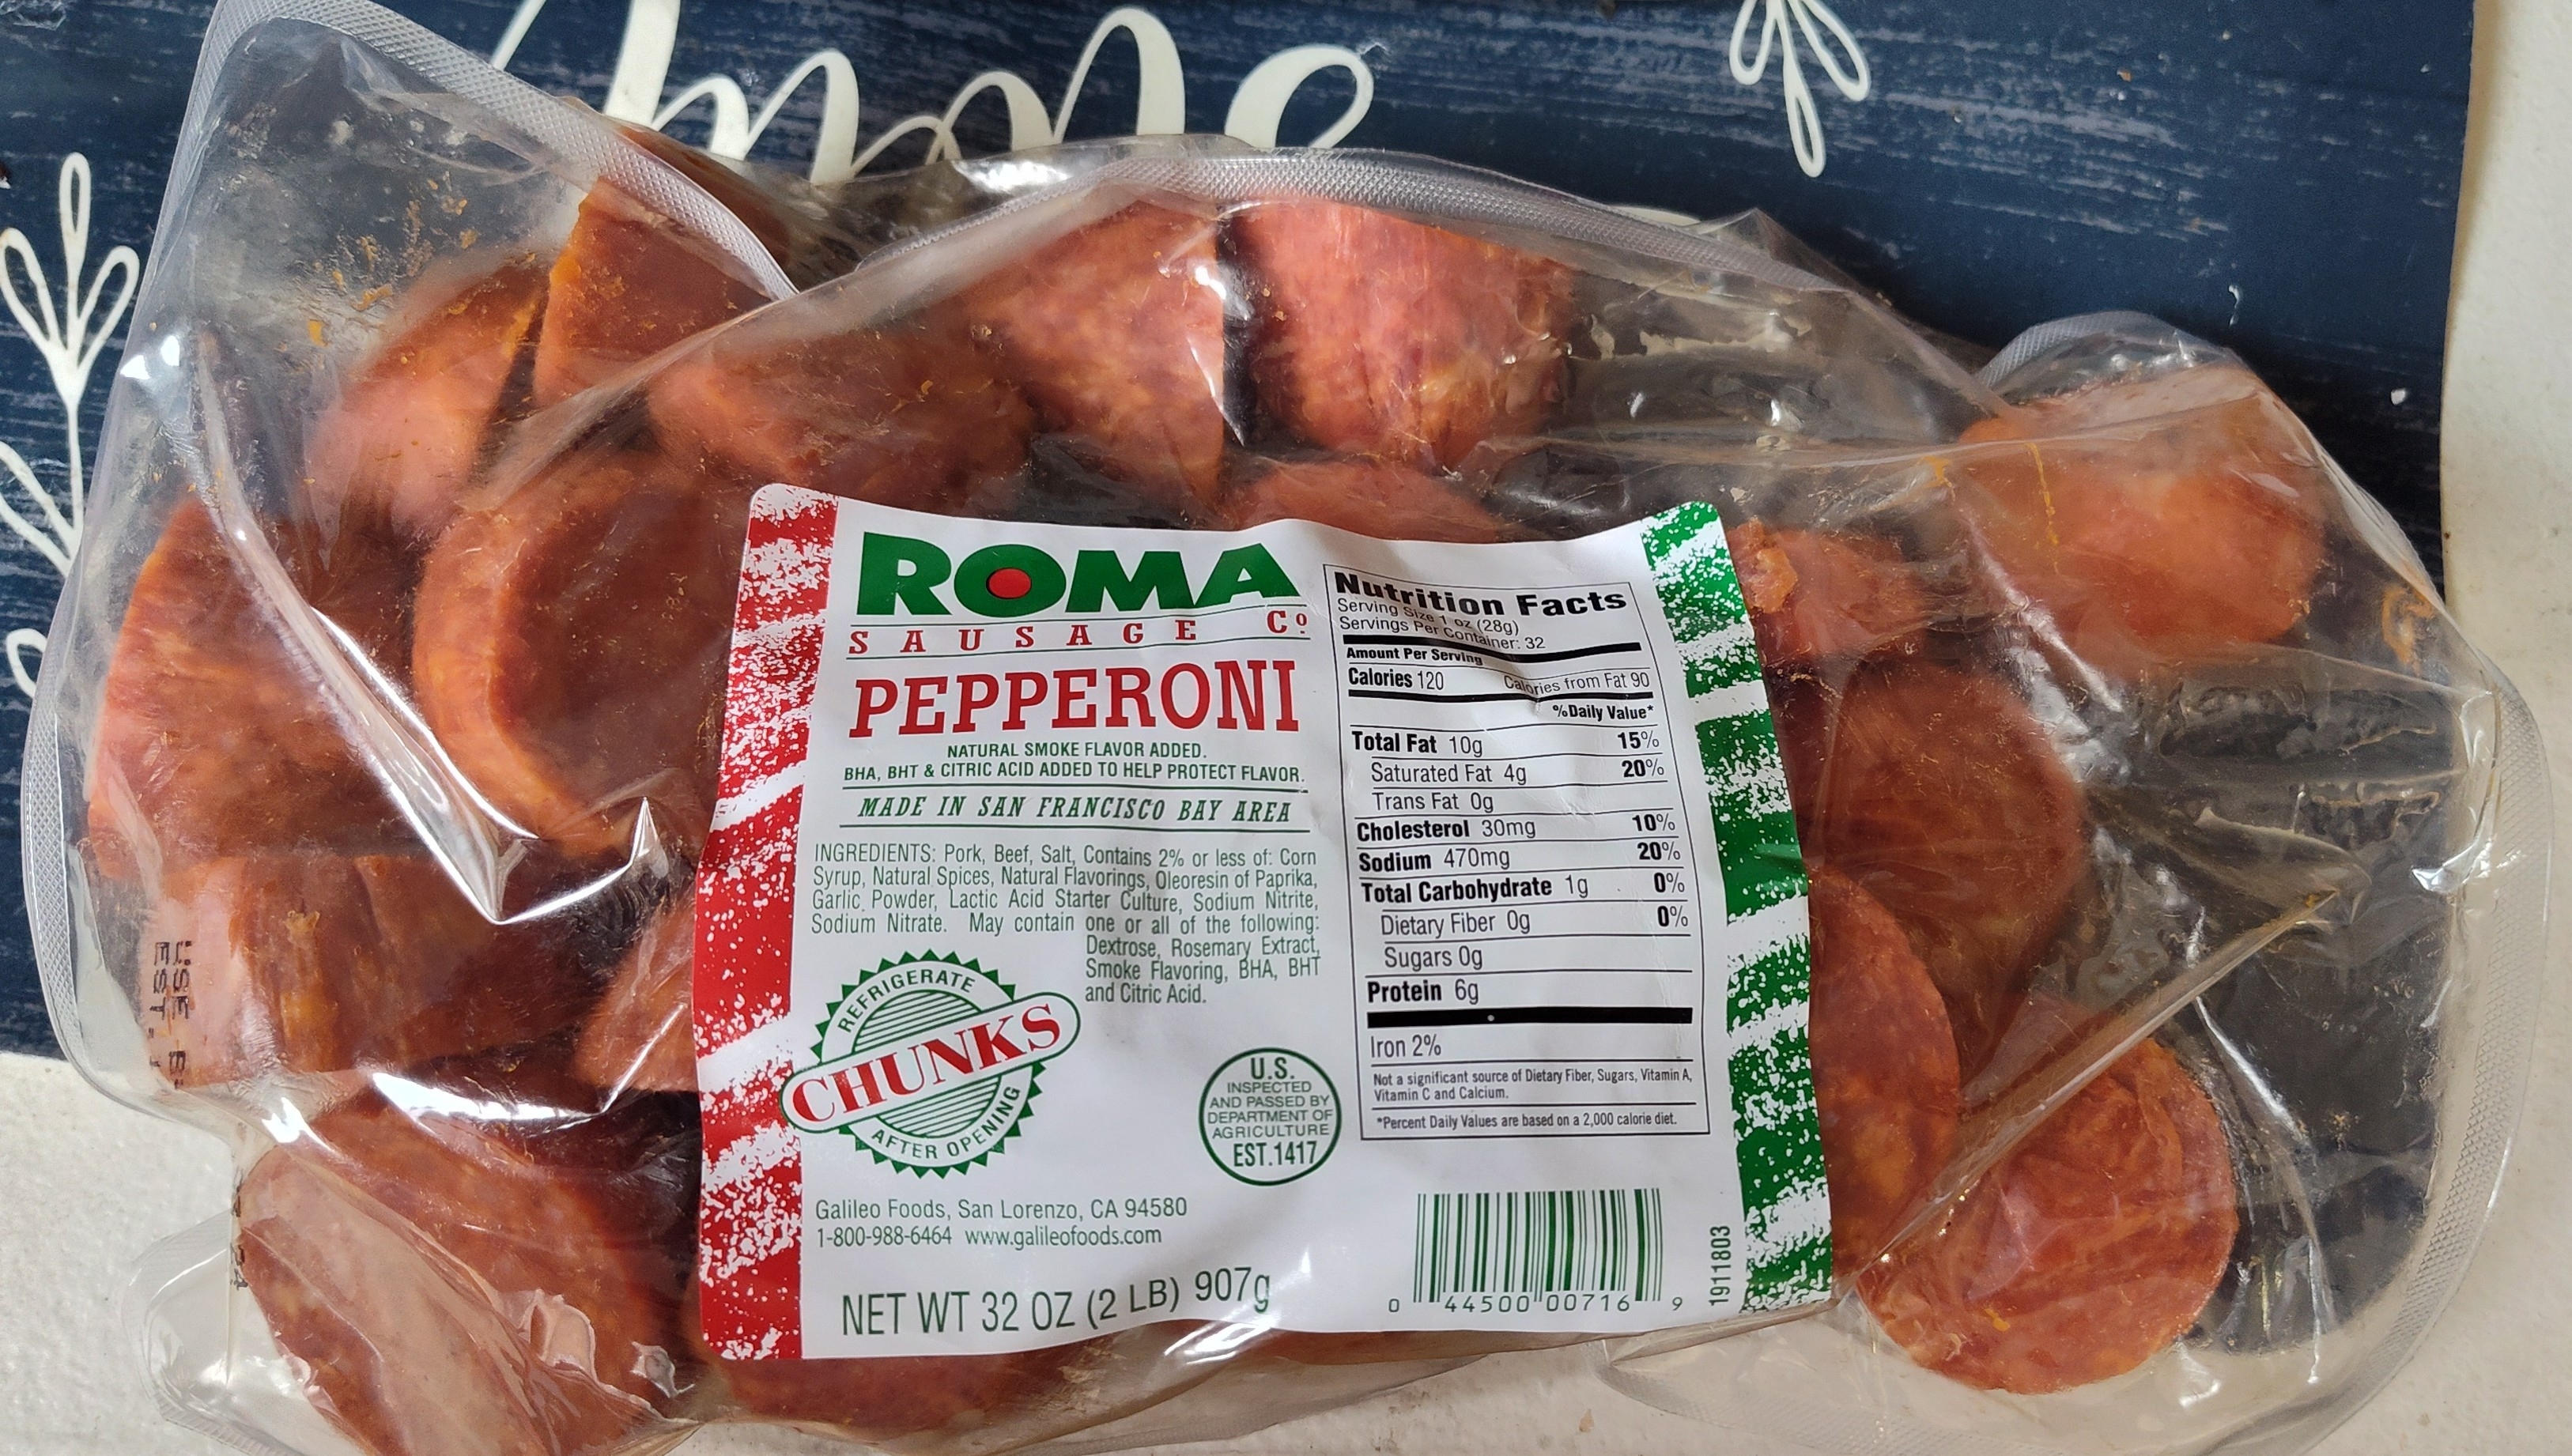 home
ROMA
SAUSAGE Co
PEPPERONI
NATURAL SMOKE FLAVOR ADDED.
BHA, BHT & CITRIC ACID ADDED TO HELP PROTECT FLAVOR.
MADE IN SAN FRANCISCO BAY AREA
INGREDIENTS: Pork, Beef, Salt, Contains 2% or less of: Corn
Syrup, Natural Spices, Natural Flavorings, Oleoresin of Paprika,
Garlic Powder, Lactic Acid Starter Culture, Sodium Nitrite,
Sodium Nitrate. May contain one or all of the following:
Dextrose, Rosemary Extract,
Smoke Flavoring, BHA, BHT
and Citric Acid.
REFRIGERATE
CHUNKS
AFTER OPENING
U.S.
INSPECTED
AND PASSED BY
DEPARTMENT OF
AGRICULTURE
EST.1417
Galileo Foods, San Lorenzo, CA 94580
1-800-988-6464 www.galileofoods.com
NET WT 32 OZ (2 LB) 907g
Nutrition Facts
Serving Size 1 oz (28g)
Servings Per Container: 32
Amount Per Serving
Calories 120 Calories from Fat 90
%Daily Value*
Total Fat 10g 15%
Saturated Fat 4g 20%
Trans Fat 0g
Cholesterol 30mg 10%
Sodium 470mg 20%
Total Carbohydrate 1g 0%
Dietary Fiber 0g 0%
Sugars 0g
Protein 6g
Iron 2%
Not a significant source of Dietary Fiber, Sugars, Vitamin A,
Vitamin C and Calcium.
*Percent Daily Values are based on a 2,000 calorie diet.
0 44500 00716 9
1911803